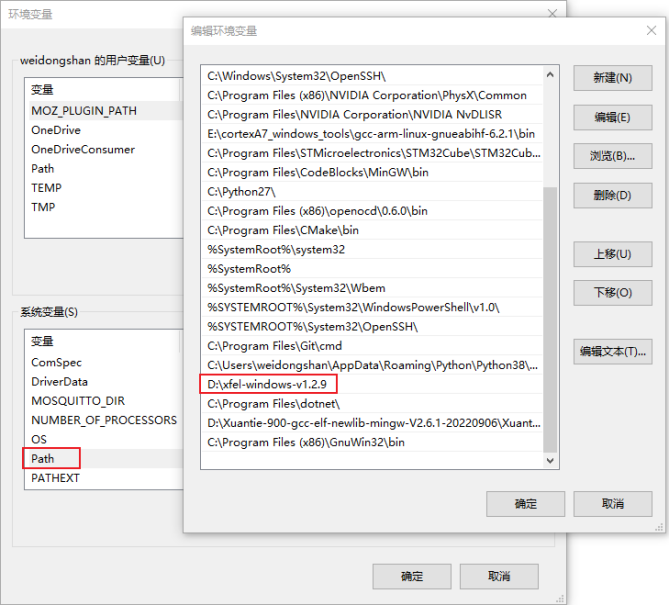 环境变量
weidongshan 的用户变量(U)
变量
MOZ_PLUGIN_PATH
OneDrive
OneDriveConsumer
Path
TEMP
TMP
系统变量(S)
变量
ComSpec
DriverData
MOSQUITTO_DIR
NUMBER_OF_PROCESSORS
OS
Path
PATHEXT
确定
取消
编辑环境变量
C:\Windows\System32\OpenSSH\
C:\Program Files (x86)\NVIDIA Corporation\PhysX\Common
C:\Program Files\NVIDIA Corporation\NVIDIA NvDLISR
E:\cortexA7_windows_tools\gcc-arm-linux-gnueabihf-6.2.1\bin
C:\Program Files\STMicroelectronics\STM32Cube\STM32Cub...
C:\Program Files\CodeBlocks\MinGW\bin
C:\Python27\
C:\Program Files (x86)\openocd\0.6.0\bin
C:\Program Files\CMake\bin
%SystemRoot%\system32
%SystemRoot%
%SystemRoot%\System32\Wbem
%SYSTEMROOT%\System32\WindowsPowerShell\v1.0\
%SYSTEMROOT%\System32\OpenSSH\
C:\Program Files\Git\cmd
C:\Users\weidongshan\AppData\Roaming\Python\Python38\...
D:\xfel-windows-v1.2.9
C:\Program Files\dotnet\
D:\Xuantie-900-gcc-elf-newlib-mingw-V2.6.1-20220906\Xuant...
C:\Program Files (x86)\GnuWin32\bin
新建(N)
编辑(E)
浏览(B)...
删除(D)
上移(U)
下移(O)
编辑文本(T)...
确定
取消